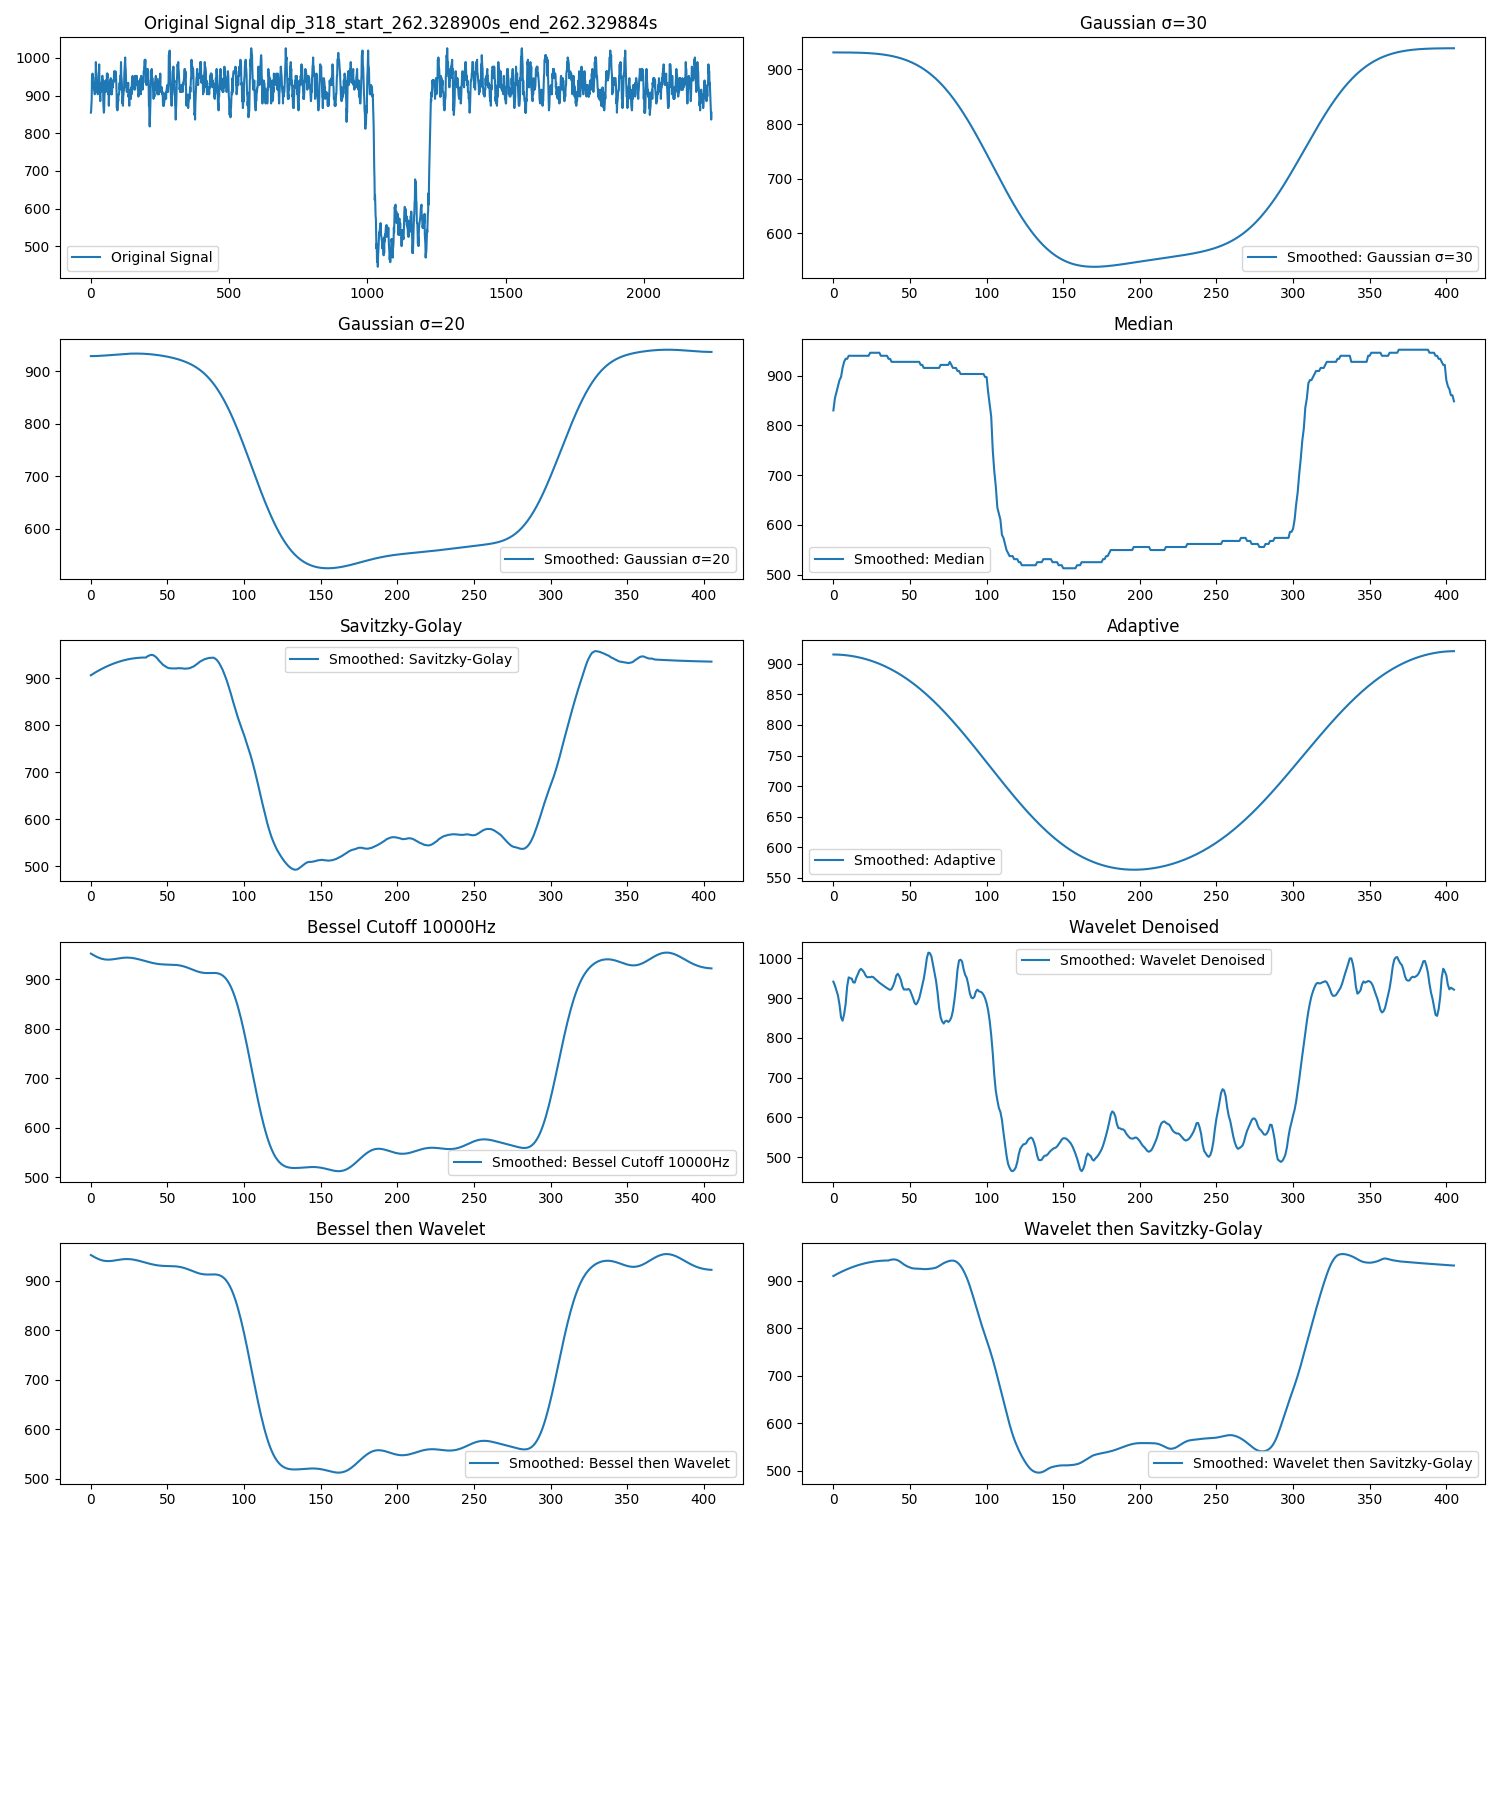 Original Signal dip_318_start_262.328900s_end_262.329884s
1000
900
800
700
600
500
Original Signal
0 500 1000 1500 2000
Gaussian σ=30
900
800
700
600
Smoothed: Gaussian σ=30
0 50 100 150 200 250 300 350 400
Gaussian σ=20
900
800
700
600
Smoothed: Gaussian σ=20
0 50 100 150 200 250 300 350 400
Median
900
800
700
600
500
Smoothed: Median
0 50 100 150 200 250 300 350 400
Savitzky-Golay
Smoothed: Savitzky-Golay
900
800
700
600
500
0 50 100 150 200 250 300 350 400
Adaptive
900
850
800
750
700
650
600
550
Smoothed: Adaptive
0 50 100 150 200 250 300 350 400
Bessel Cutoff 10000Hz
900
800
700
600
500
Smoothed: Bessel Cutoff 10000Hz
0 50 100 150 200 250 300 350 400
Wavelet Denoised
Smoothed: Wavelet Denoised
1000
900
800
700
600
500
0 50 100 150 200 250 300 350 400
Bessel then Wavelet
900
800
700
600
500
Smoothed: Bessel then Wavelet
0 50 100 150 200 250 300 350 400
Wavelet then Savitzky-Golay
900
800
700
600
500
Smoothed: Wavelet then Savitzky-Golay
0 50 100 150 200 250 300 350 400